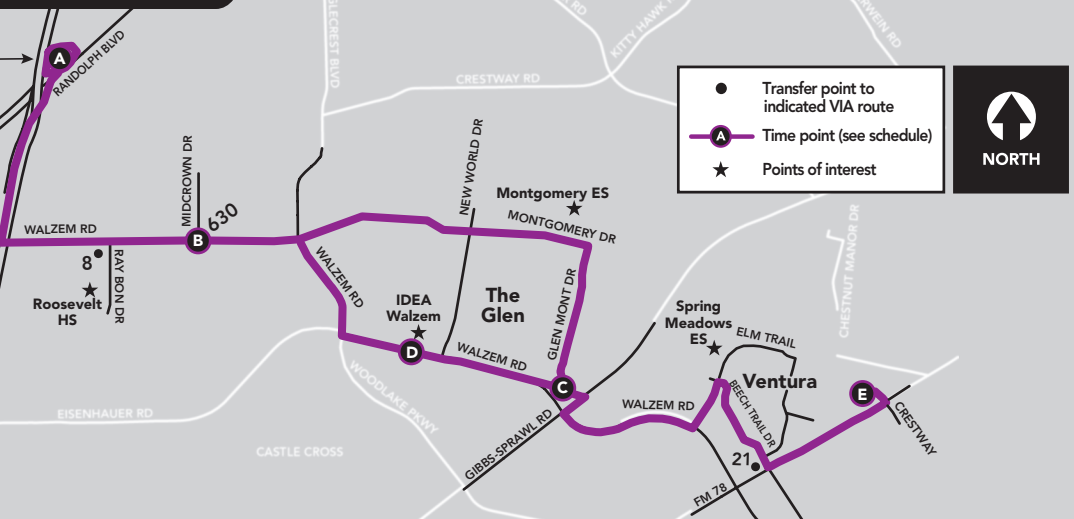 GLECREST BLVD
RD
KITTY HAWK
ERWEIN RD
A
RANDOLPH BLVD
CRESTWAY RD
Transfer point to
indicated VIA route
A
Time point (see schedule)
Points of interest
NORTH
MIDCROWN DR
NEW WORLD DR
Montgomery ES
MONTGOMERY DR
WALZEM RD
B
630
8
RAY BON DR
Roosevelt
HS
WALZEM RD
IDEA
Walzem
The
Glen
GLEN MONT DR
CHESTNUT MANOR DR
Spring
Meadows
ES
ELM TRAIL
D
WALZEM RD
C
Ventura
E
WOODLAKE PKWY
WALZEM RD
BEECH TRAIL DR
CRESTWAY
EISENHAUER RD
CASTLE CROSS
GIBBS-SPRAWL RD
21
FM 78